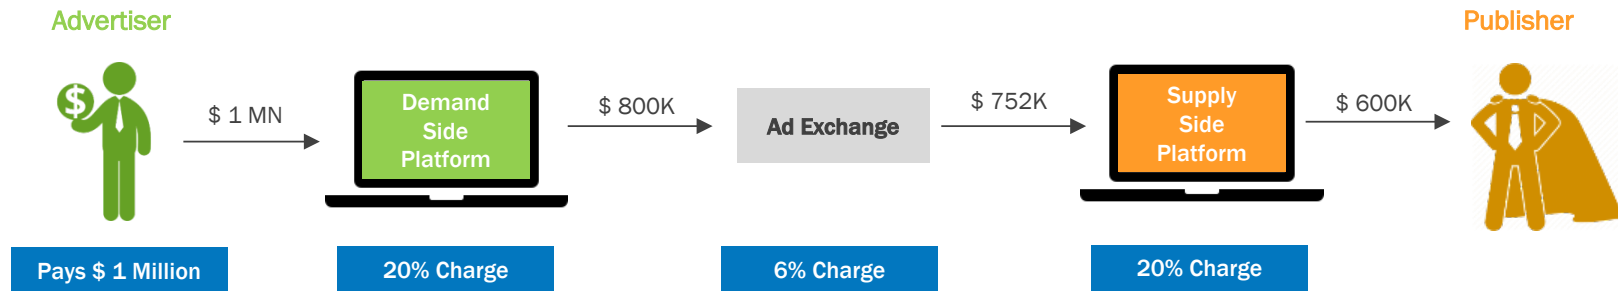 Advertiser
Publisher
$
$ 1 MN
Demand
Side
Platform
$ 800K
Ad Exchange
$ 752K
Supply
Side
Platform
$ 600K
Pays $ 1 Million
20% Charge
6% Charge
20% Charge